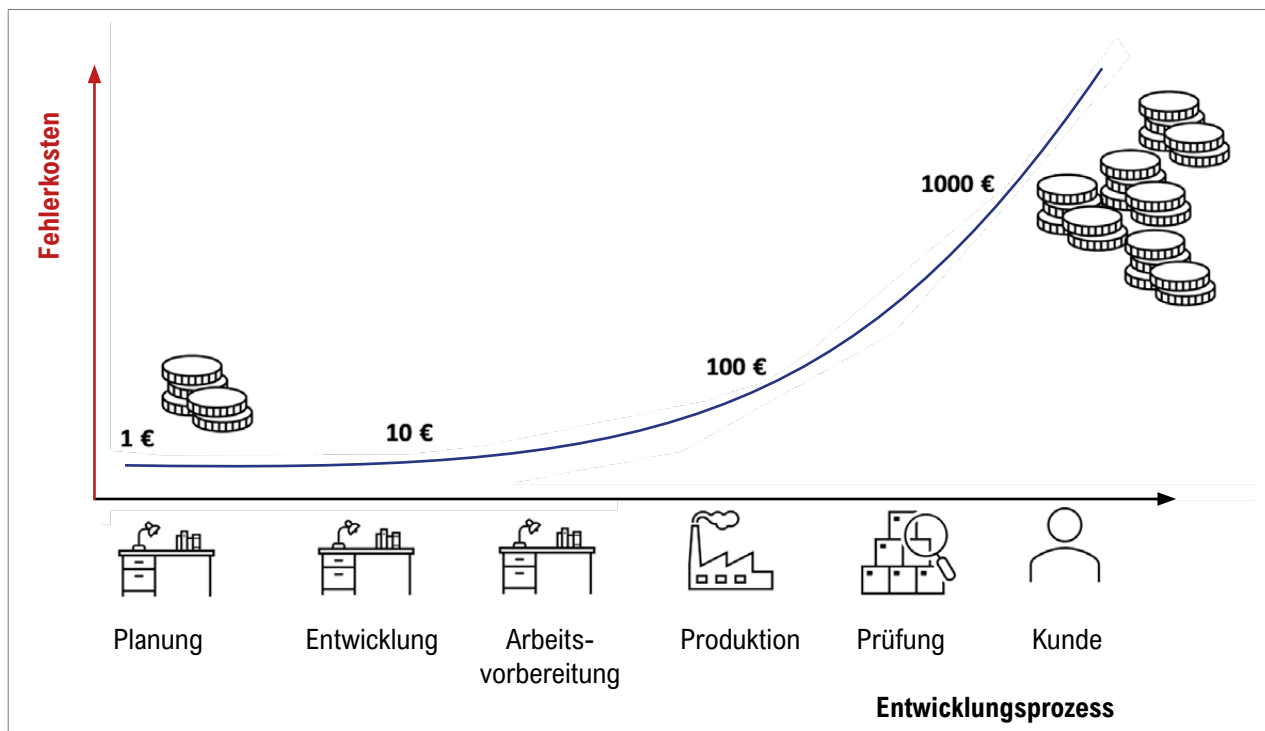 Fehlerkosten
1000 €
100 €
10 €
1 €
Planung
Entwicklung
Arbeits-
vorbereitung
Produktion
Prüfung
Kunde
Entwicklungsprozess